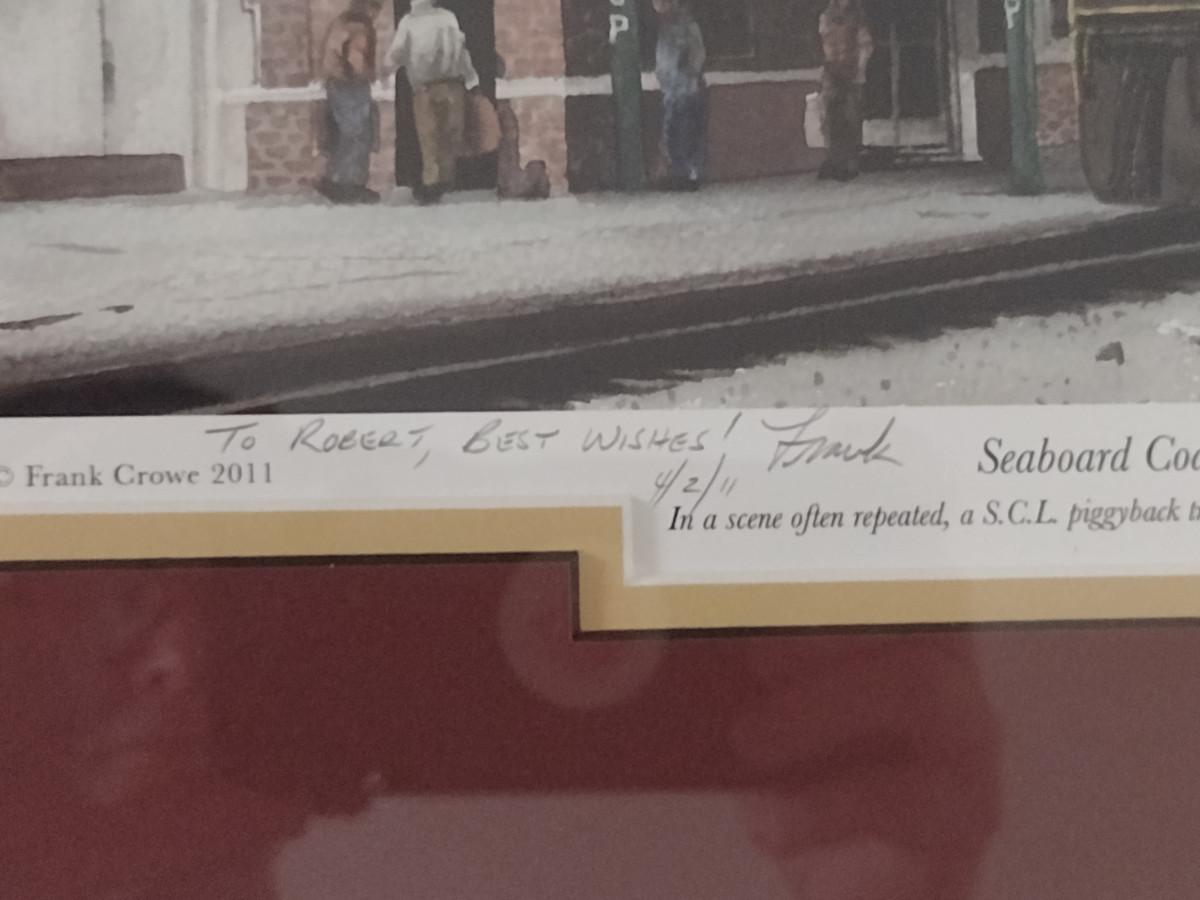 P
P
To Robert, Best Wishes! Frank
4/2/11
© Frank Crowe 2011
Seaboard Coa
In a scene often repeated, a S.C.L. piggyback t